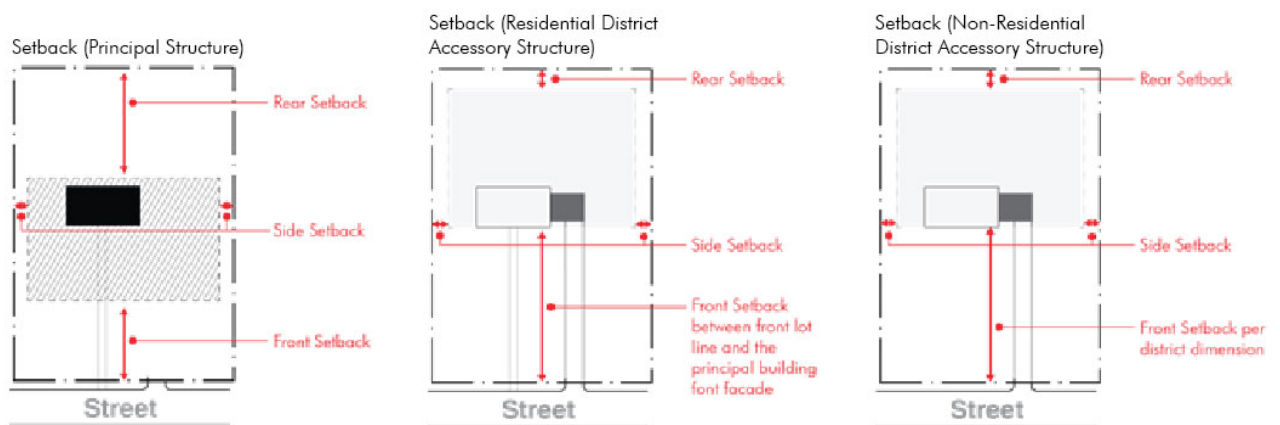 Setback (Principal Structure)
Rear Setback
Side Setback
Front Setback
Street
Setback (Residential District
Accessory Structure)
Rear Setback
Side Setback
Front Setback
between front lot
line and the
principal building
font facade
Street
Setback (Non-Residential
District Accessory Structure)
Rear Setback
Side Setback
Front Setback per
district dimension
Street